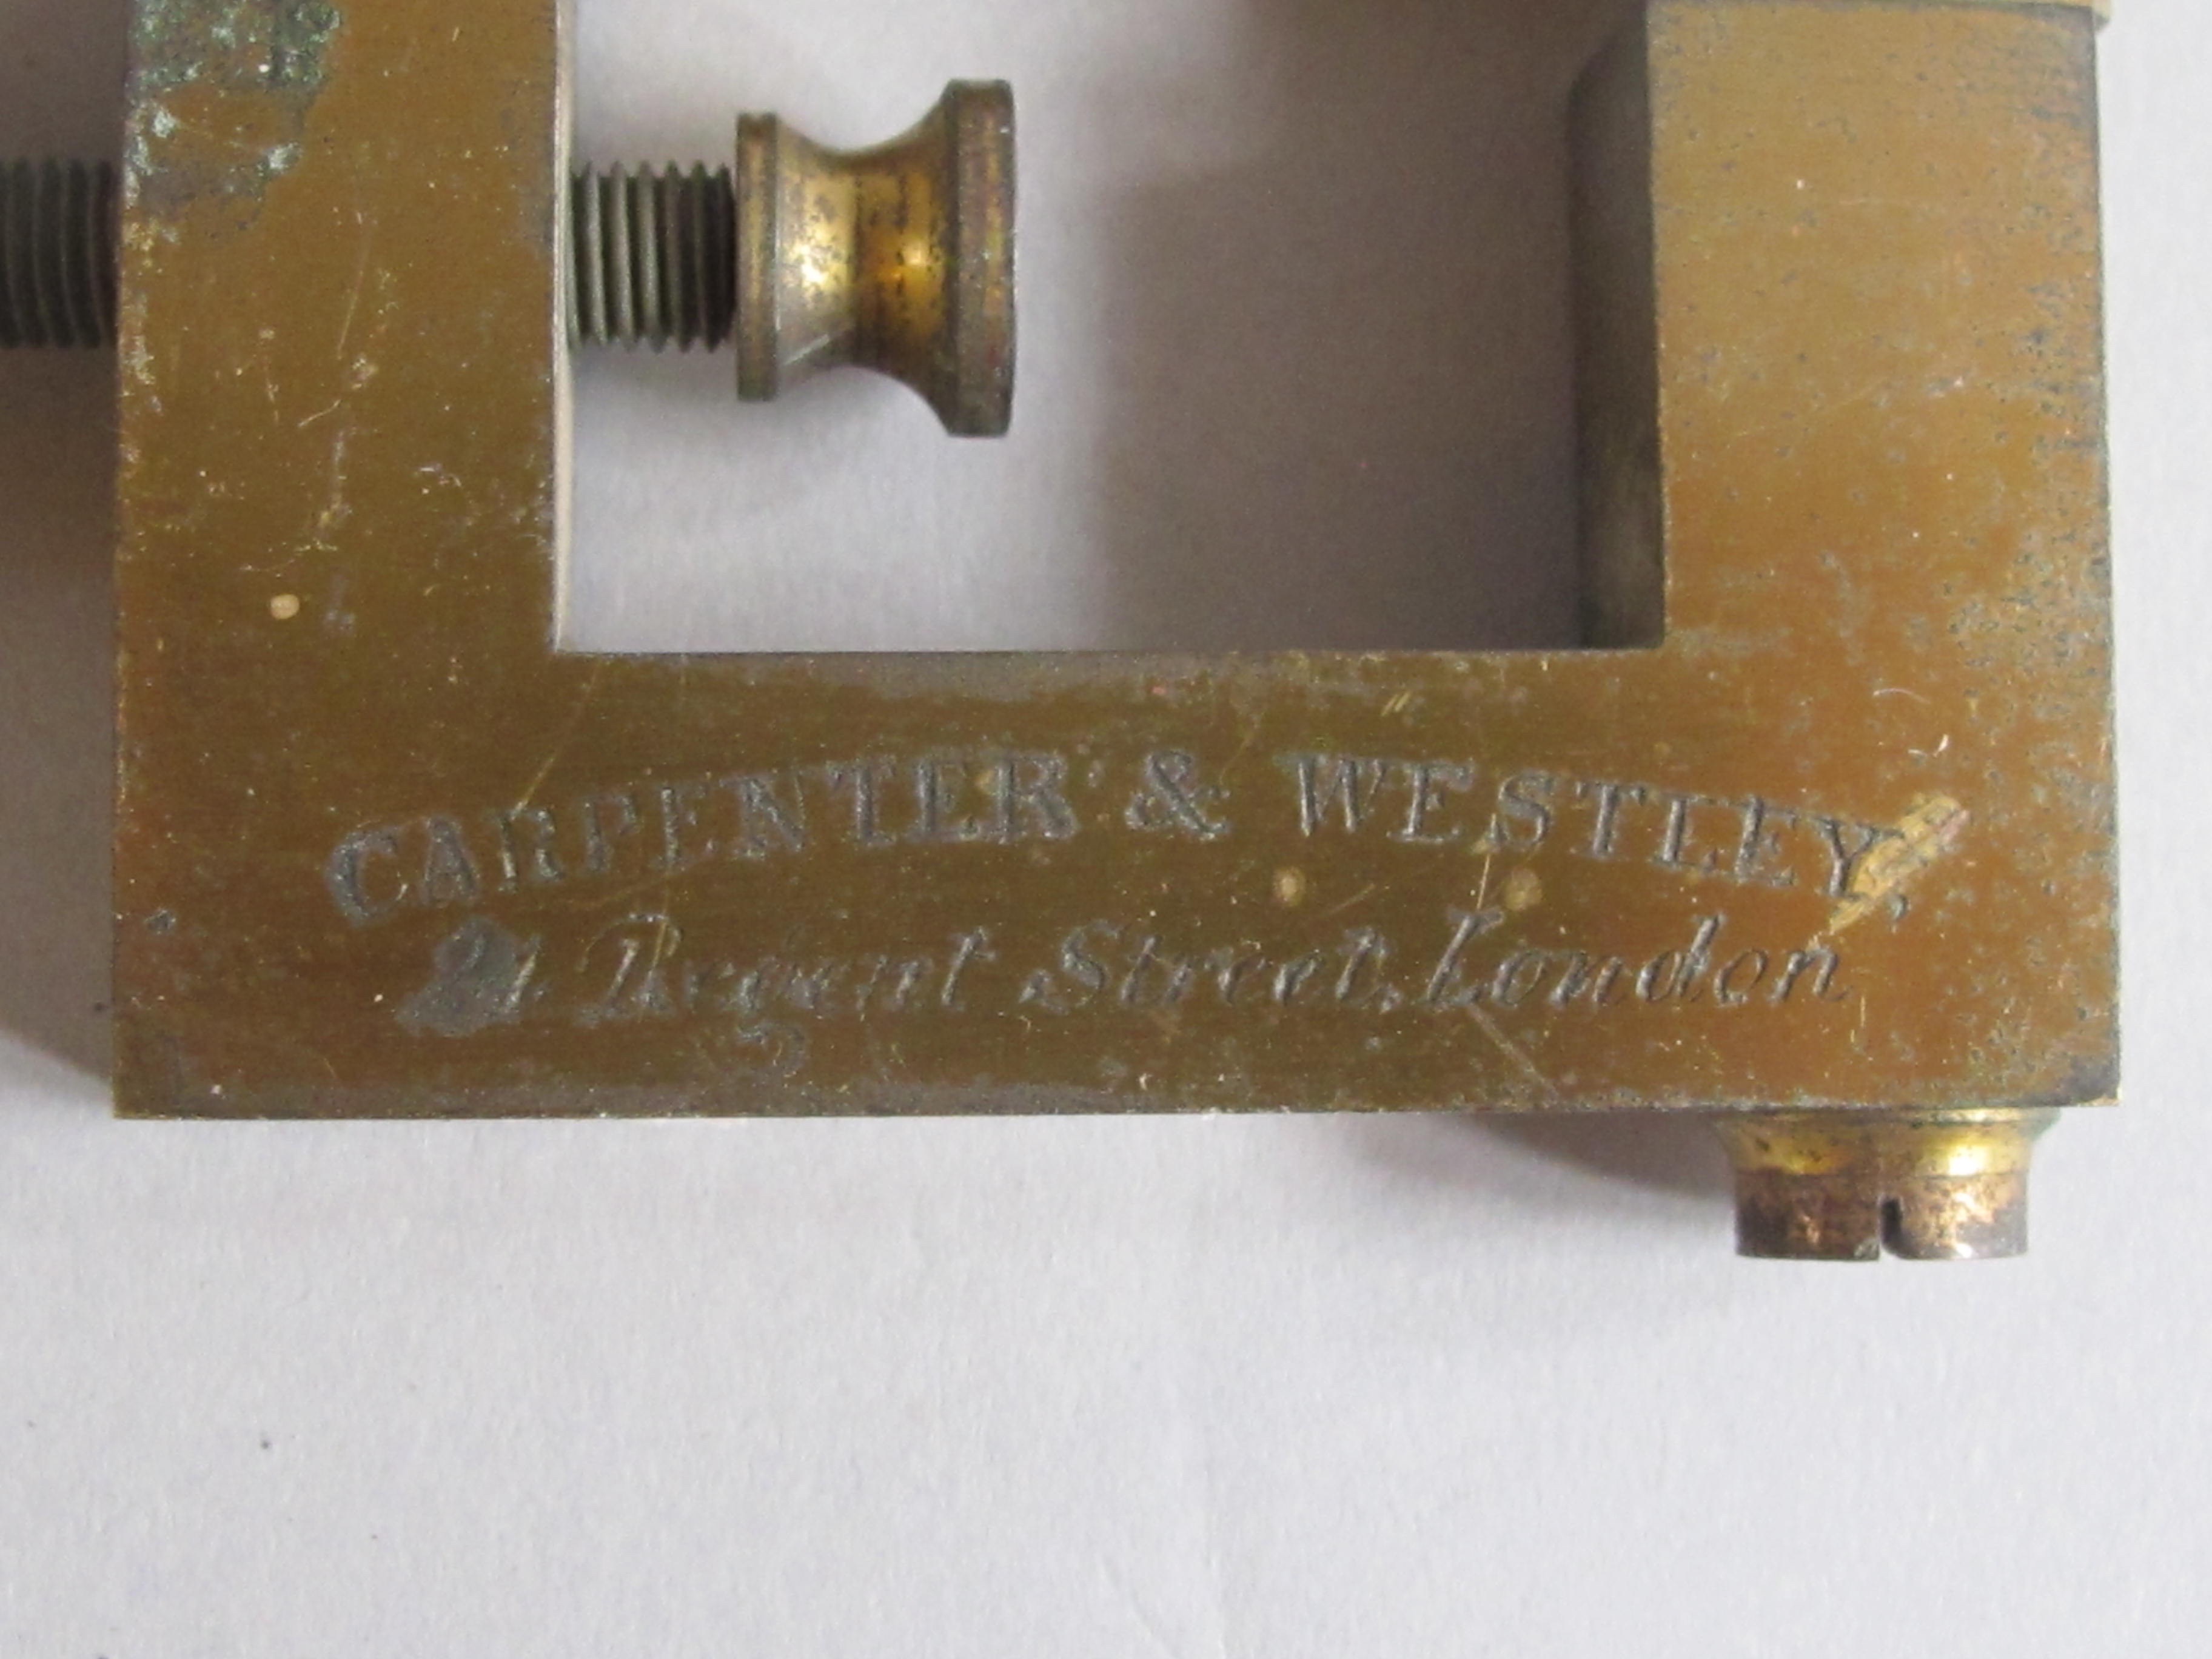 CARPENTER & WESTLEY,
24 Regent Street, London